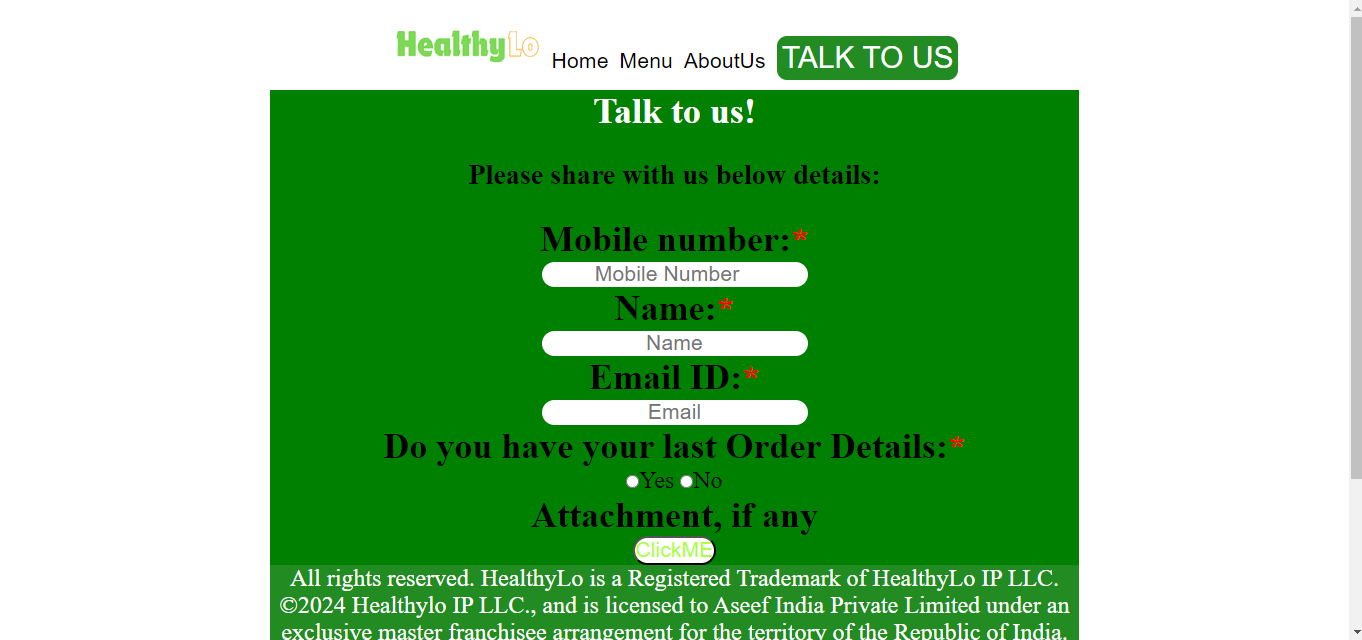 HealthyLo Home Menu AboutUs TALK TO US
Talk to us!
Please share with us below details:
Mobile number:*
Mobile Number
Name:*
Name
Email ID:*
Email
Do you have your last Order Details:*
Yes No
Attachment, if any
ClickME
All rights reserved. HealthyLo is a Registered Trademark of HealthyLo IP LLC.
©2024 Healthylo IP LLC., and is licensed to Aseef India Private Limited under an
exclusive master franchisee arrangement for the territory of the Republic of India.